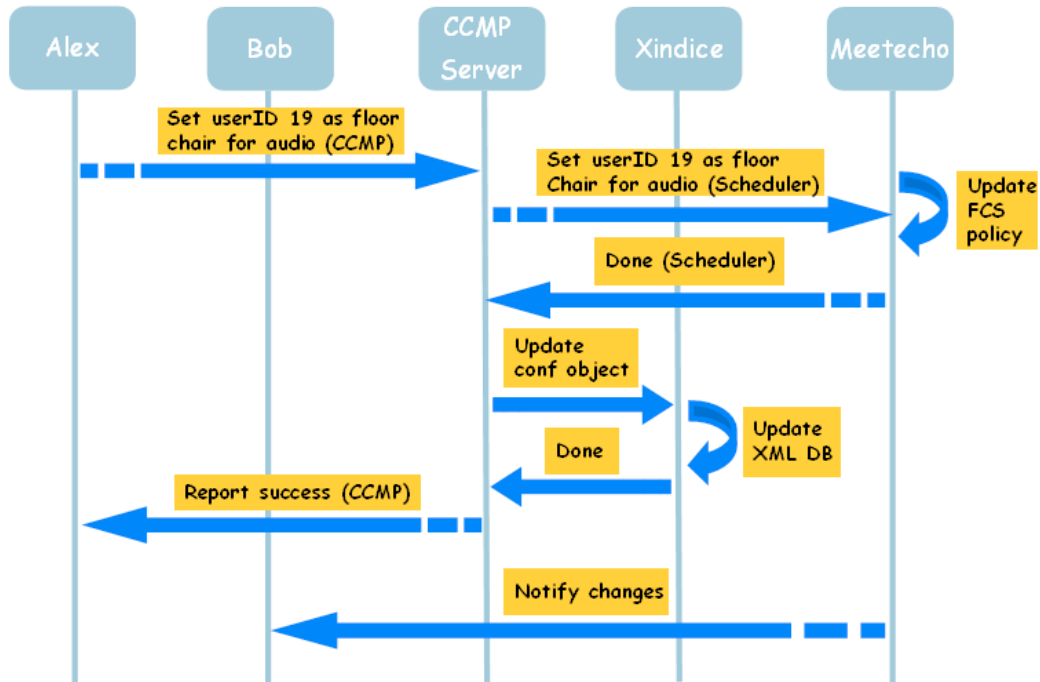 Alex
Bob
CCMP
Server
Xindice
Meetecho
Set userID 19 as floor
chair for audio (CCMP)
Set userID 19 as floor
Chair for audio (Scheduler)
Update
FCS
policy
Done (Scheduler)
Update
conf object
Update
XML DB
Done
Report success (CCMP)
Notify changes